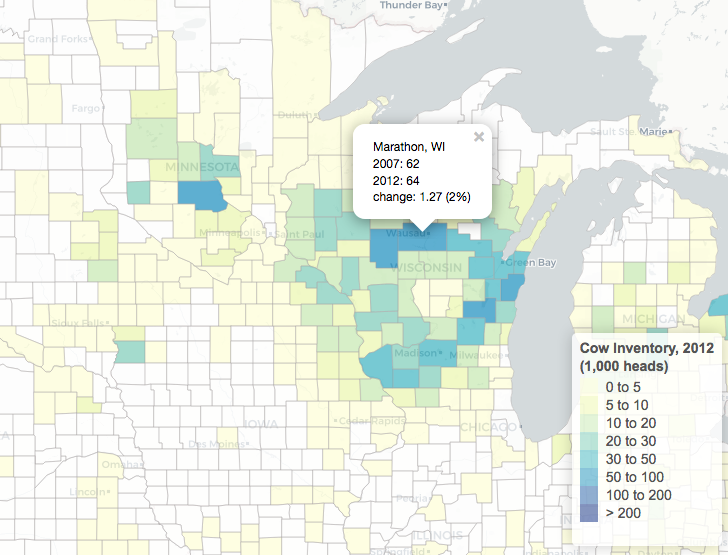 Thunder Bay
Grand Forks
Fargo
Duluth
Sault Ste. Marie
Marathon, WI
2007: 62
2012: 64
change: 1.27 (2%)
×
MINNESOTA
Minneapolis
Saint Paul
Wausau
Green Bay
WISCONSIN
Sioux Falls
MICHIGAN
Madison
Milwaukee
Cedar Rapids
IOWA
CHICAGO
Des Moines
Omaha
Lincoln
Peoria
ILLINOIS
Springfield
Indianapolis
Cow Inventory, 2012
(1,000 heads)
0 to 5
5 to 10
10 to 20
20 to 30
30 to 50
50 to 100
100 to 200
> 200